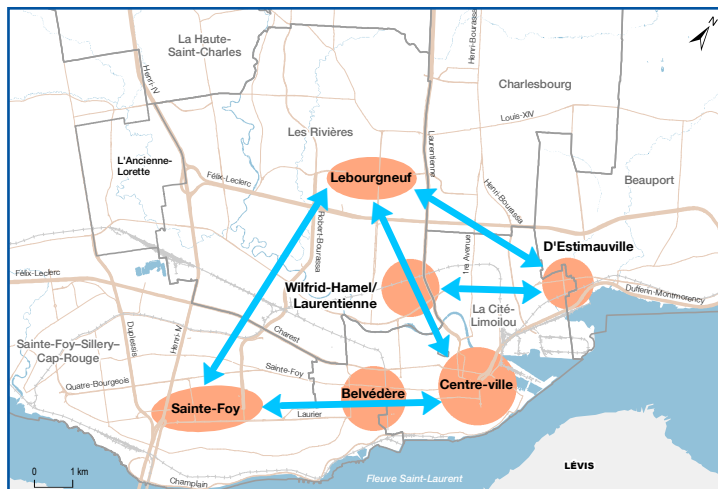 N
La Haute-
Saint-Charles
Henri-IV
Henri-Bourassa
Charlesbourg
Louis-XIV
Les Rivières
Laurentienne
L'Ancienne-
Lorette
Félix-Leclerc
Lebourgneuf
Henri-Bourassa
Beauport
Robert-Bourassa
1re Avenue
D'Estimauville
Félix-Leclerc
Wilfrid-Hamel/
Laurentienne
Dufferin-Montmorency
La Cité-
Limoilou
Duplessis
Henri-IV
Charest
Sainte-Foy–Sillery–
Cap-Rouge
Sainte-Foy
Quatre-Bourgeois
Belvédère
Centre-ville
Sainte-Foy
Laurier
LÉVIS
0 1 km
Champlain
Fleuve Saint-Laurent